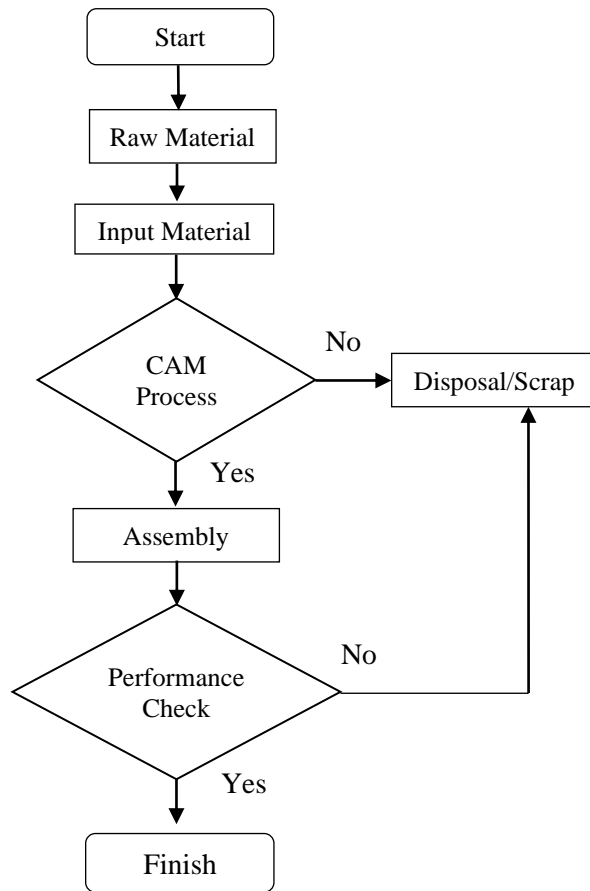 Start
Raw Material
Input Material
CAM
Process
No
Disposal/Scrap
Yes
Assembly
Performance
Check
No
Yes
Finish